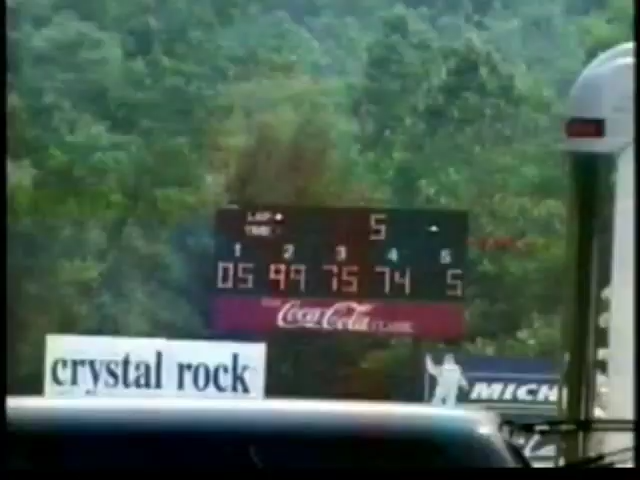 LAP
TIME
5
1 2 3 4 5
05 99 75 74 5
Coca-Cola CLASSIC
crystal rock
MICH